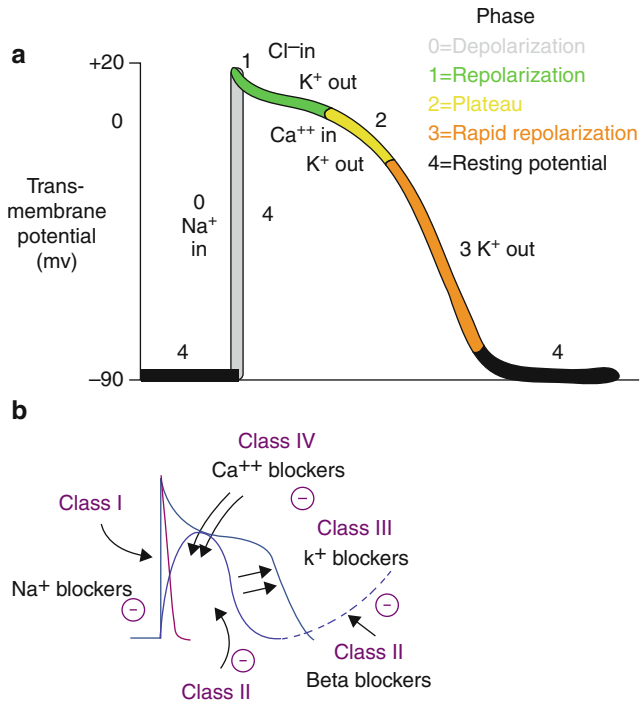 Phase
0=Depolarization
1=Repolarization
2=Plateau
3=Rapid repolarization
4=Resting potential
a
+20
0
Trans-
membrane
potential
(mv)
–90
1
Cl⁻in
K⁺ out
2
Ca⁺⁺ in
K⁺ out
0
Na⁺
in
4
3 K⁺ out
4
4
b
Class IV
Ca⁺⁺ blockers
–
Class I
Class III
k⁺ blockers
Na⁺ blockers
–
–
–
Class II
Class II
Beta blockers